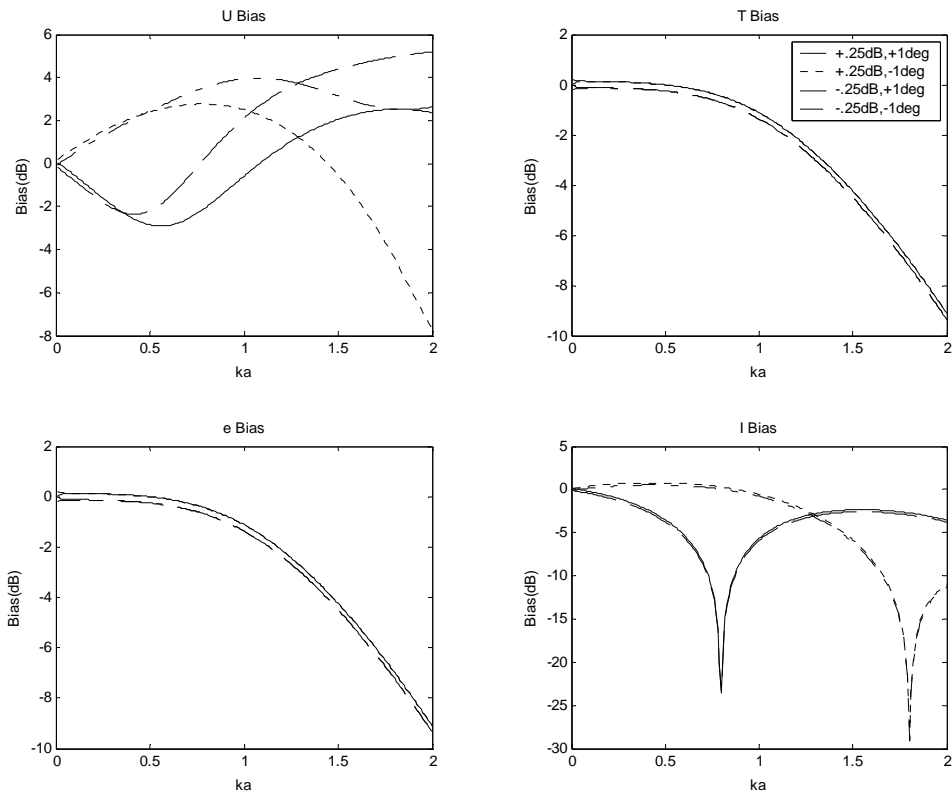 U Bias
6
4
2
0
-2
-4
-6
-8
Bias(dB)
0 0.5 1 1.5 2
ka
T Bias
2
0
-2
-4
-6
-8
-10
Bias(dB)
+.25dB,+1deg
+.25dB,-1deg
-.25dB,+1deg
-.25dB,-1deg
0 0.5 1 1.5 2
ka
e Bias
2
0
-2
-4
-6
-8
-10
Bias(dB)
0 0.5 1 1.5 2
ka
I Bias
5
0
-5
-10
-15
-20
-25
-30
Bias(dB)
0 0.5 1 1.5 2
ka